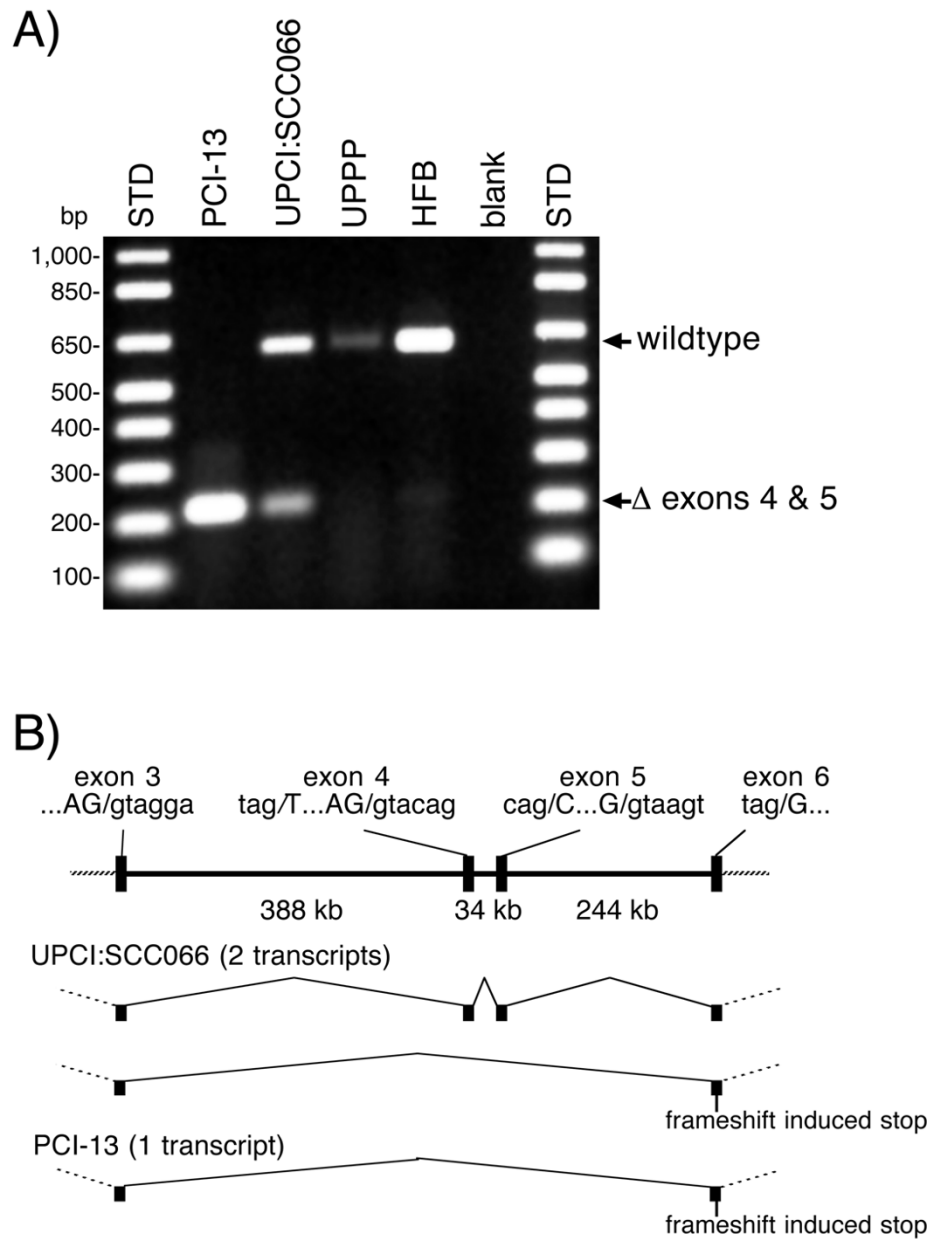 A)
STD
PCI-13
UPCI:SCC066
UPPP
HFB
blank
STD
bp
1,000-
850-
650-
500-
400-
300-
200-
100-
wildtype
Δ exons 4 & 5
B)
exon 3 exon 4 exon 5 exon 6
...AG/gtagga tag/T...AG/gtacag cag/C...G/gtaagt tag/G...
388 kb 34 kb 244 kb
UPCI:SCC066 (2 transcripts)
frameshift induced stop
PCI-13 (1 transcript)
frameshift induced stop